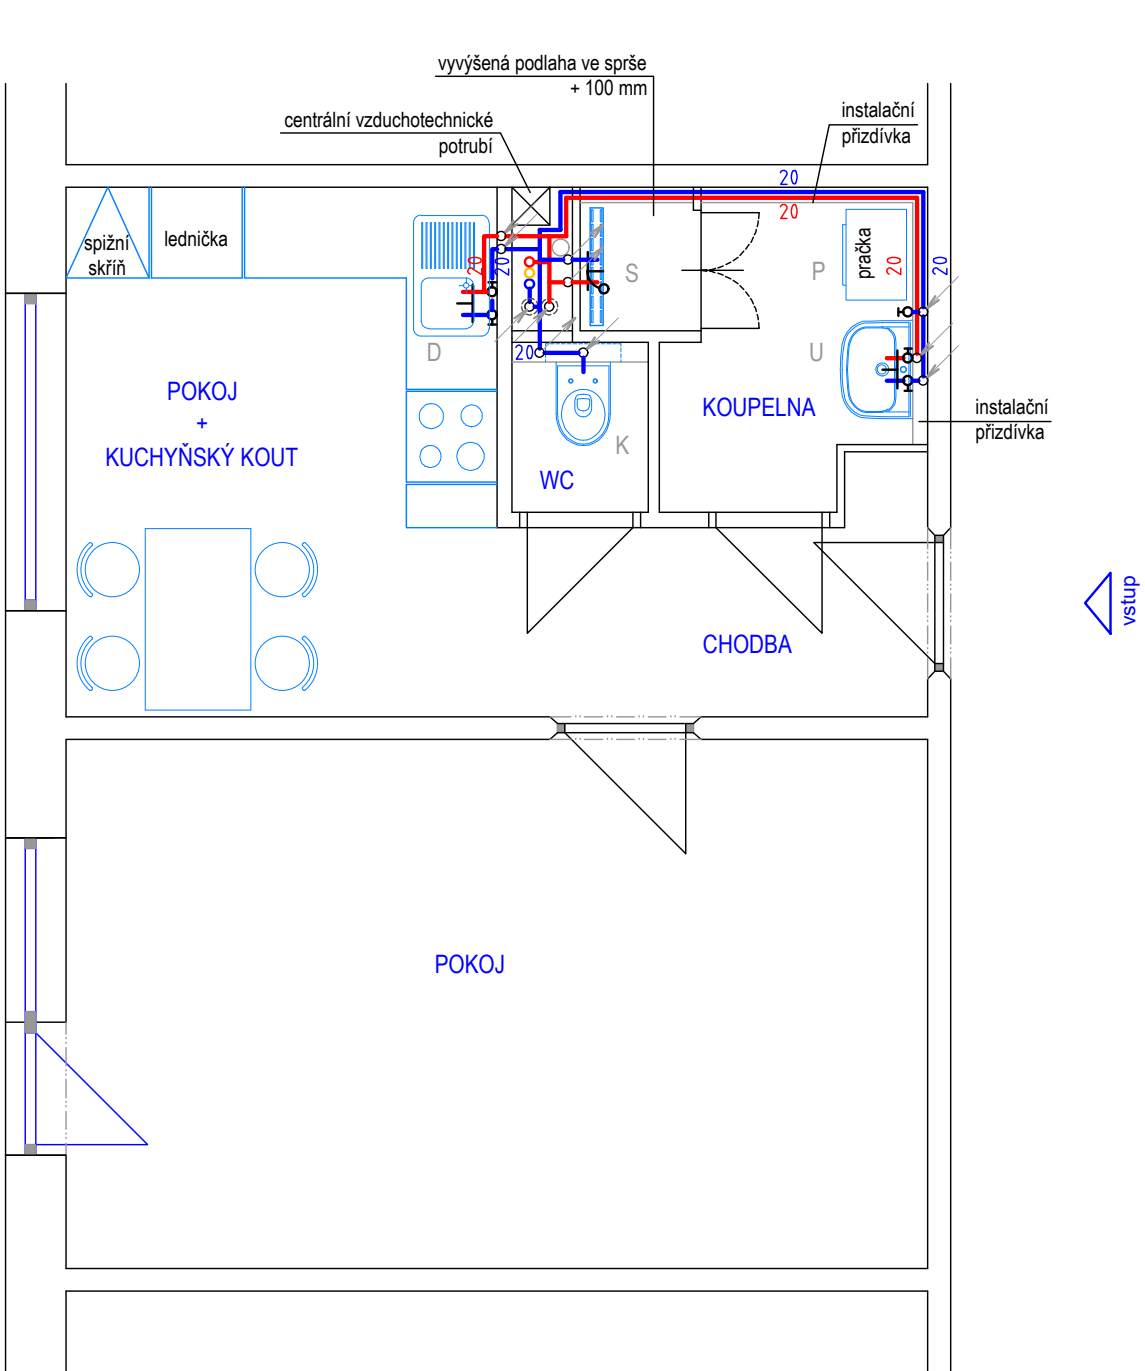 vyvýšená podlaha ve sprše
+ 100 mm
centrální vzduchotechnické
potrubí
instalační
přizdívka
20
20
spižní
skříň
lednička
20
20
S
P
pračka
20
20
D
20
U
K
WC
KOUPELNA
instalační
přizdívka
POKOJ
+
KUCHYŇSKÝ KOUT
CHODBA
vstup
POKOJ